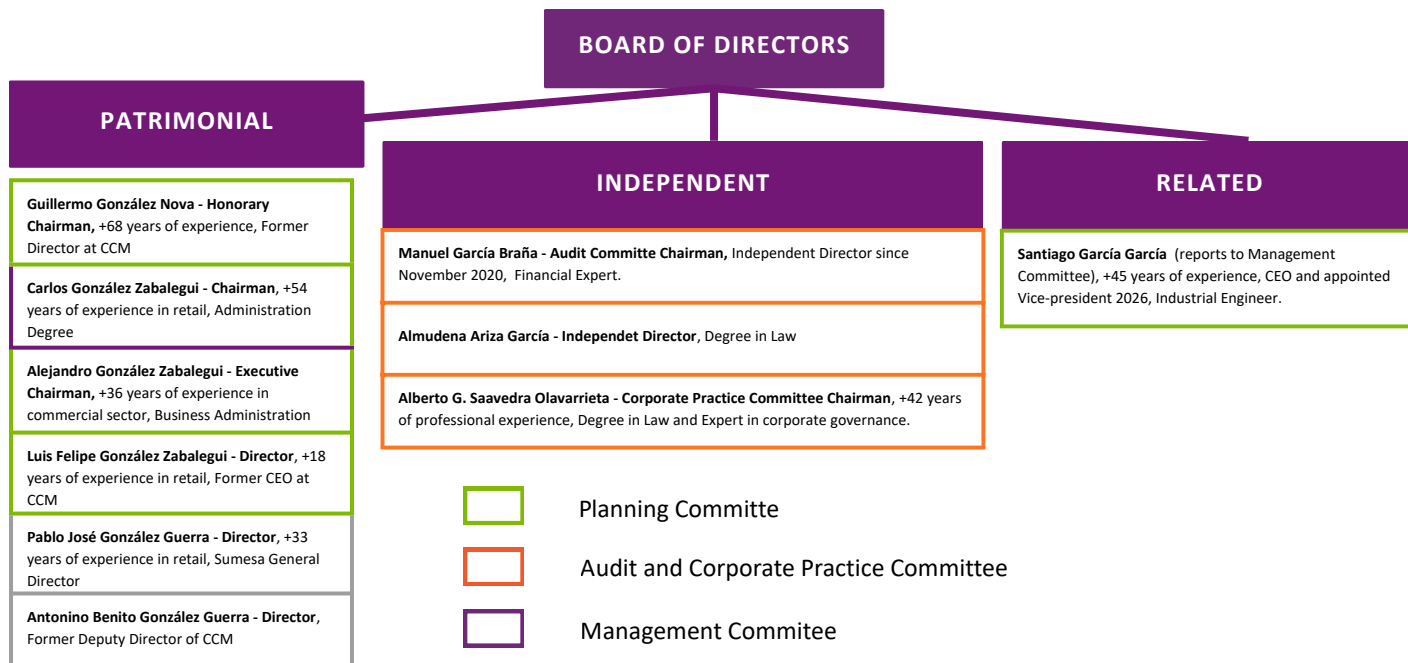 BOARD OF DIRECTORS
PATRIMONIAL
Guillermo González Nova - Honorary
Chairman, +68 years of experience, Former
Director at CCM
Carlos González Zabalegui - Chairman, +54
years of experience in retail, Administration
Degree
Alejandro González Zabalegui - Executive
Chairman, +36 years of experience in
commercial sector, Business Administration
Luis Felipe González Zabalegui - Director, +18
years of experience in retail, Former CEO at
CCM
Pablo José González Guerra - Director, +33
years of experience in retail, Sumesa General
Director
Antonino Benito González Guerra - Director,
Former Deputy Director of CCM
INDEPENDENT
Manuel García Braña - Audit Committe Chairman, Independent Director since
November 2020, Financial Expert.
Almudena Ariza García - Independet Director, Degree in Law
Alberto G. Saavedra Olavarrieta - Corporate Practice Committee Chairman, +42 years
of professional experience, Degree in Law and Expert in corporate governance.
RELATED
Santiago García García (reports to Management
Committee), +45 years of experience, CEO and appointed
Vice-president 2026, Industrial Engineer.
Planning Committe
Audit and Corporate Practice Committee
Management Commitee